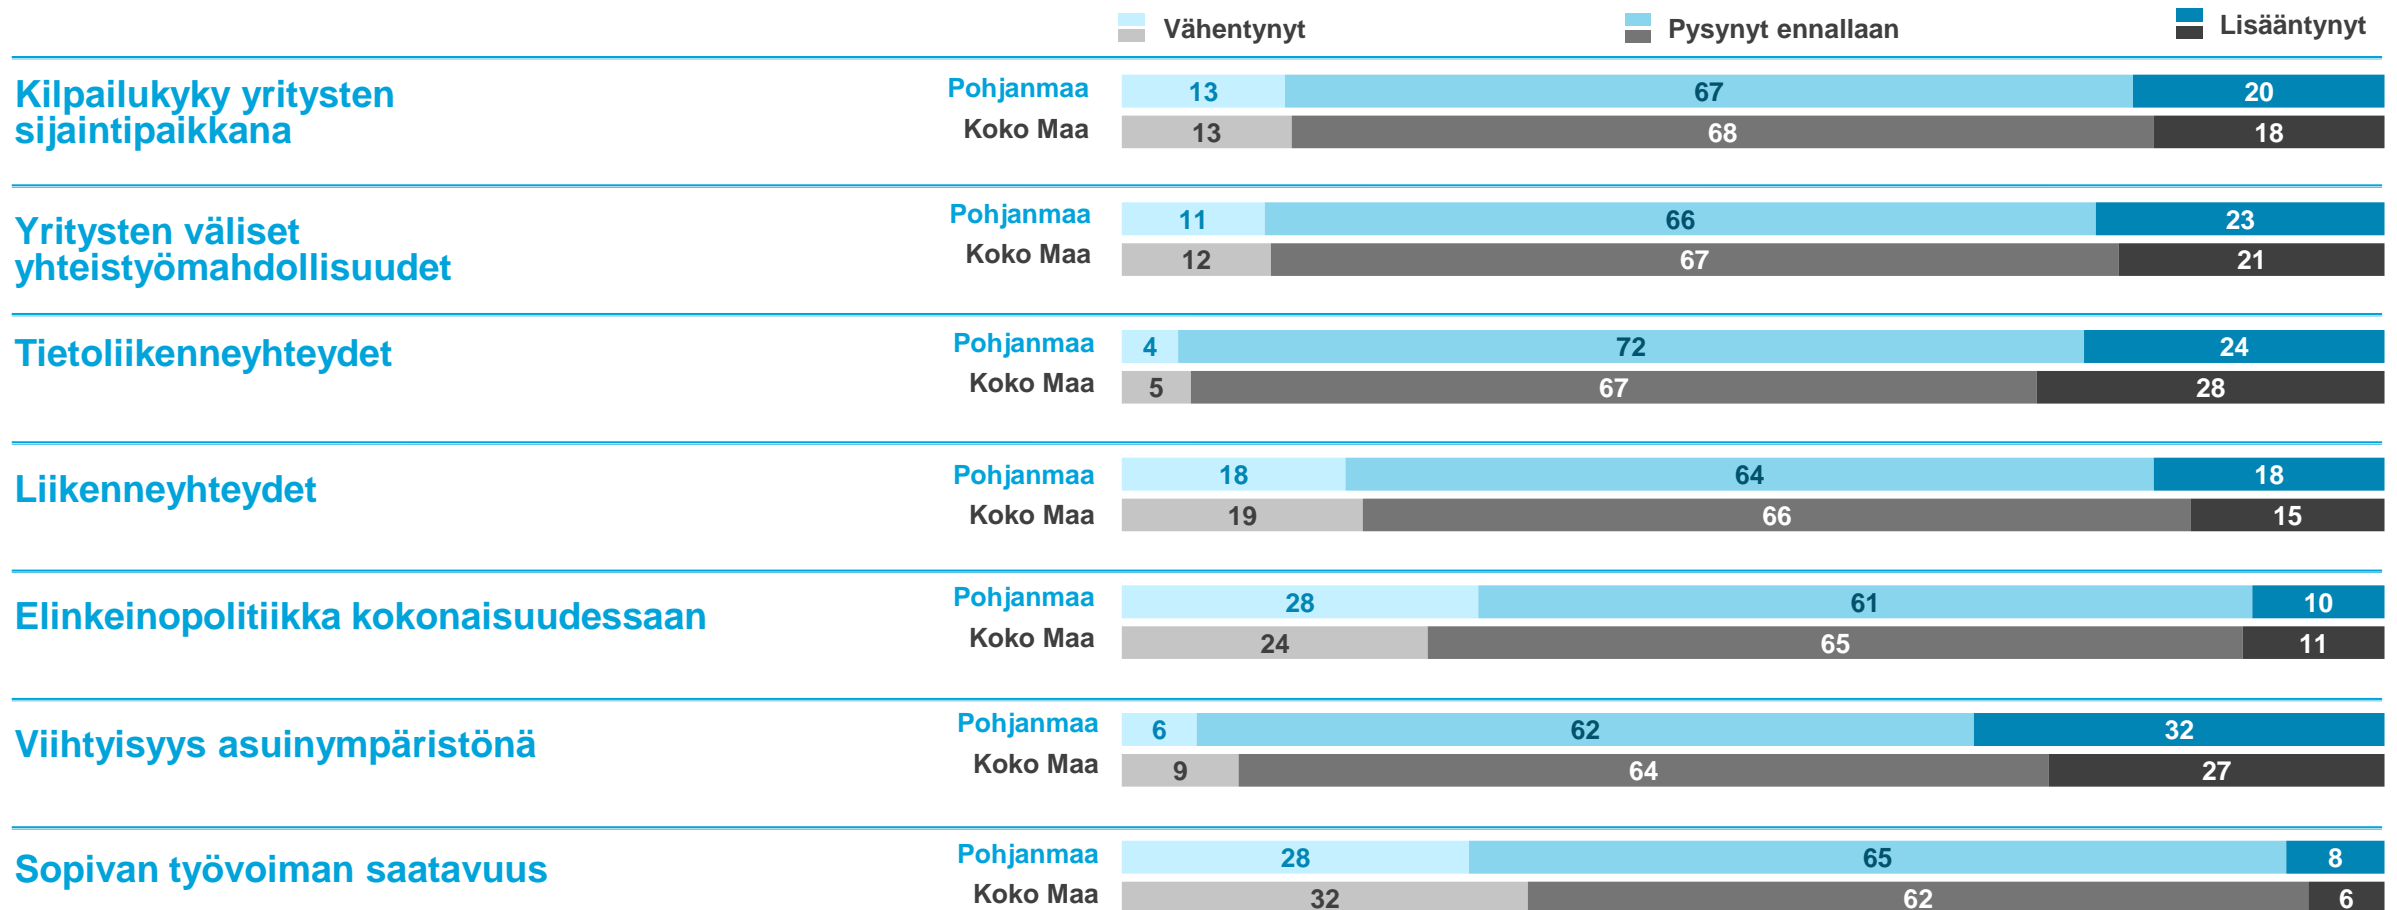 Vähentynyt
Pysynyt ennallaan
Lisääntynyt
Kilpailukyky yritysten
sijaintipaikkana
Pohjanmaa
13
67
20
Koko Maa
13
68
18
Yritysten väliset
yhteistyömahdollisuudet
Pohjanmaa
11
66
23
Koko Maa
12
67
21
Tietoliikenneyhteydet
Pohjanmaa
4
72
24
Koko Maa
5
67
28
Liikenneyhteydet
Pohjanmaa
18
64
18
Koko Maa
19
66
15
Elinkeinopolitiikka kokonaisuudessaan
Pohjanmaa
28
61
10
Koko Maa
24
65
11
Viihtyisyys asuinympäristönä
Pohjanmaa
6
62
32
Koko Maa
9
64
27
Sopivan työvoiman saatavuus
Pohjanmaa
28
65
8
Koko Maa
32
62
6